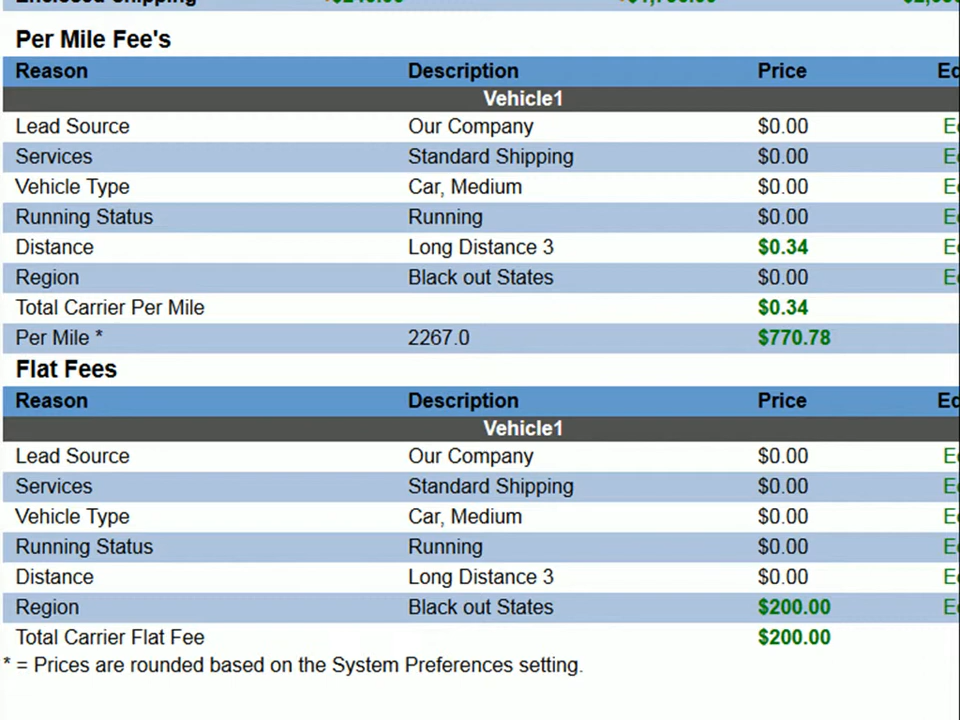 Enclosed Shipping
Per Mile Fee's
Reason Description Price
Vehicle1
Lead Source Our Company $0.00
Services Standard Shipping $0.00
Vehicle Type Car, Medium $0.00
Running Status Running $0.00
Distance Long Distance 3 $0.34
Region Black out States $0.00
Total Carrier Per Mile $0.34
Per Mile * 2267.0 $770.78
Flat Fees
Reason Description Price
Vehicle1
Lead Source Our Company $0.00
Services Standard Shipping $0.00
Vehicle Type Car, Medium $0.00
Running Status Running $0.00
Distance Long Distance 3 $0.00
Region Black out States $200.00
Total Carrier Flat Fee $200.00
* = Prices are rounded based on the System Preferences setting.